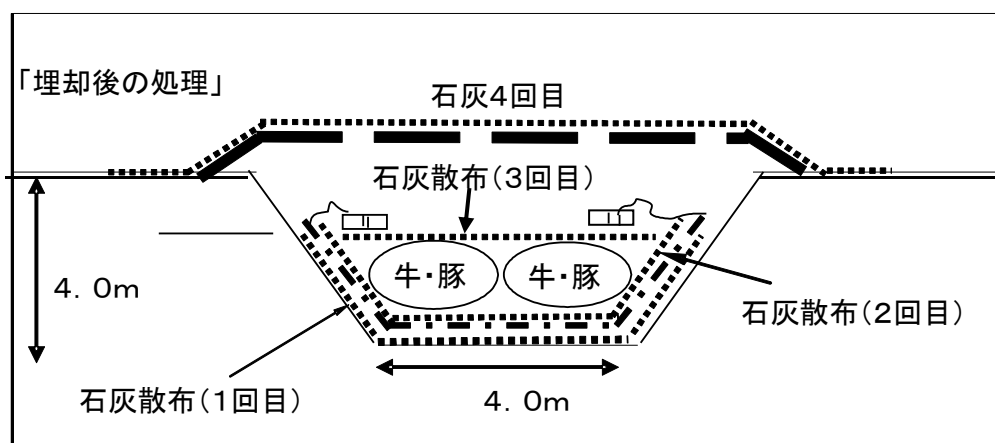 「埋却後の処理」
石灰4回目
石灰散布(3回目)
牛・豚
牛・豚
4. 0m
石灰散布(2回目)
石灰散布(1回目)
4. 0m